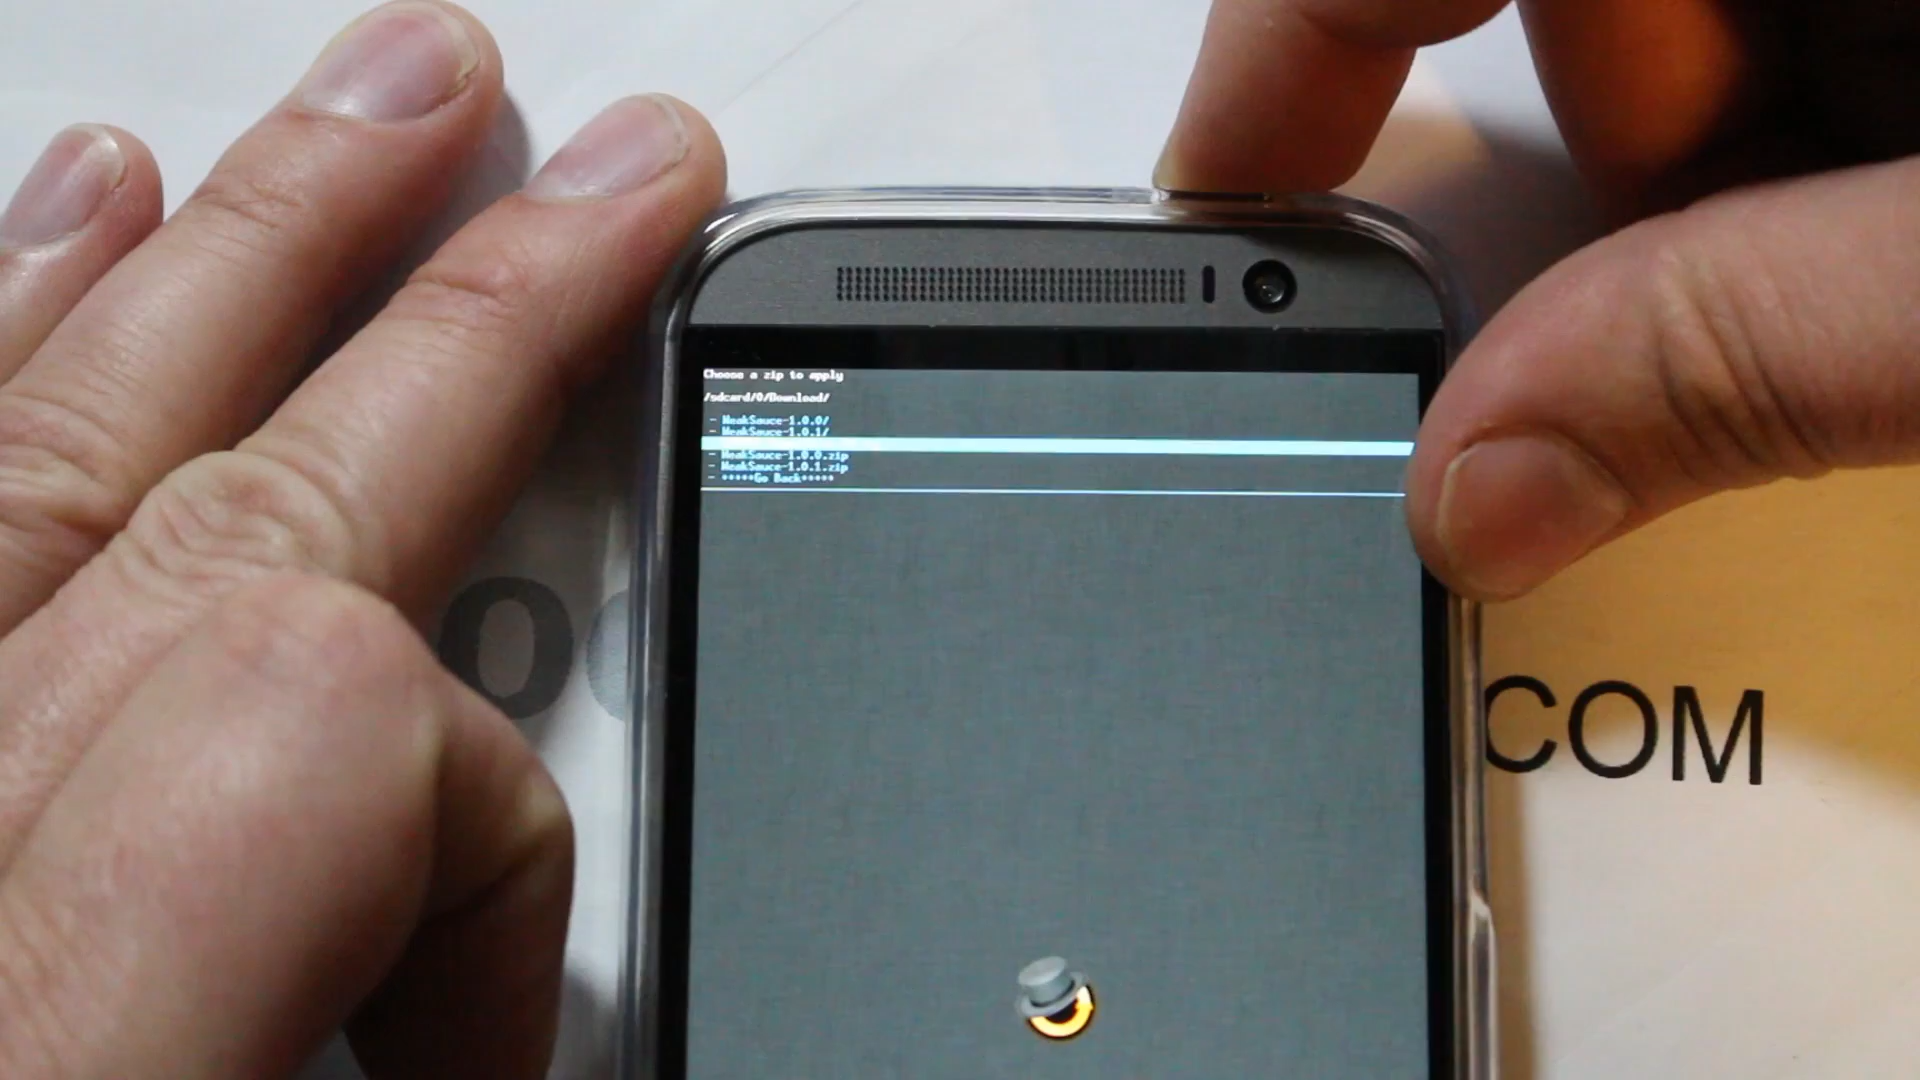 Choose a zip to apply
/sdcard/0/Download/
- WeakSauce-1.0.0/
- WeakSauce-1.0.1/
- WeakSauce-1.0.0.zip
- WeakSauce-1.0.1.zip
- *****Go Back*****
COM